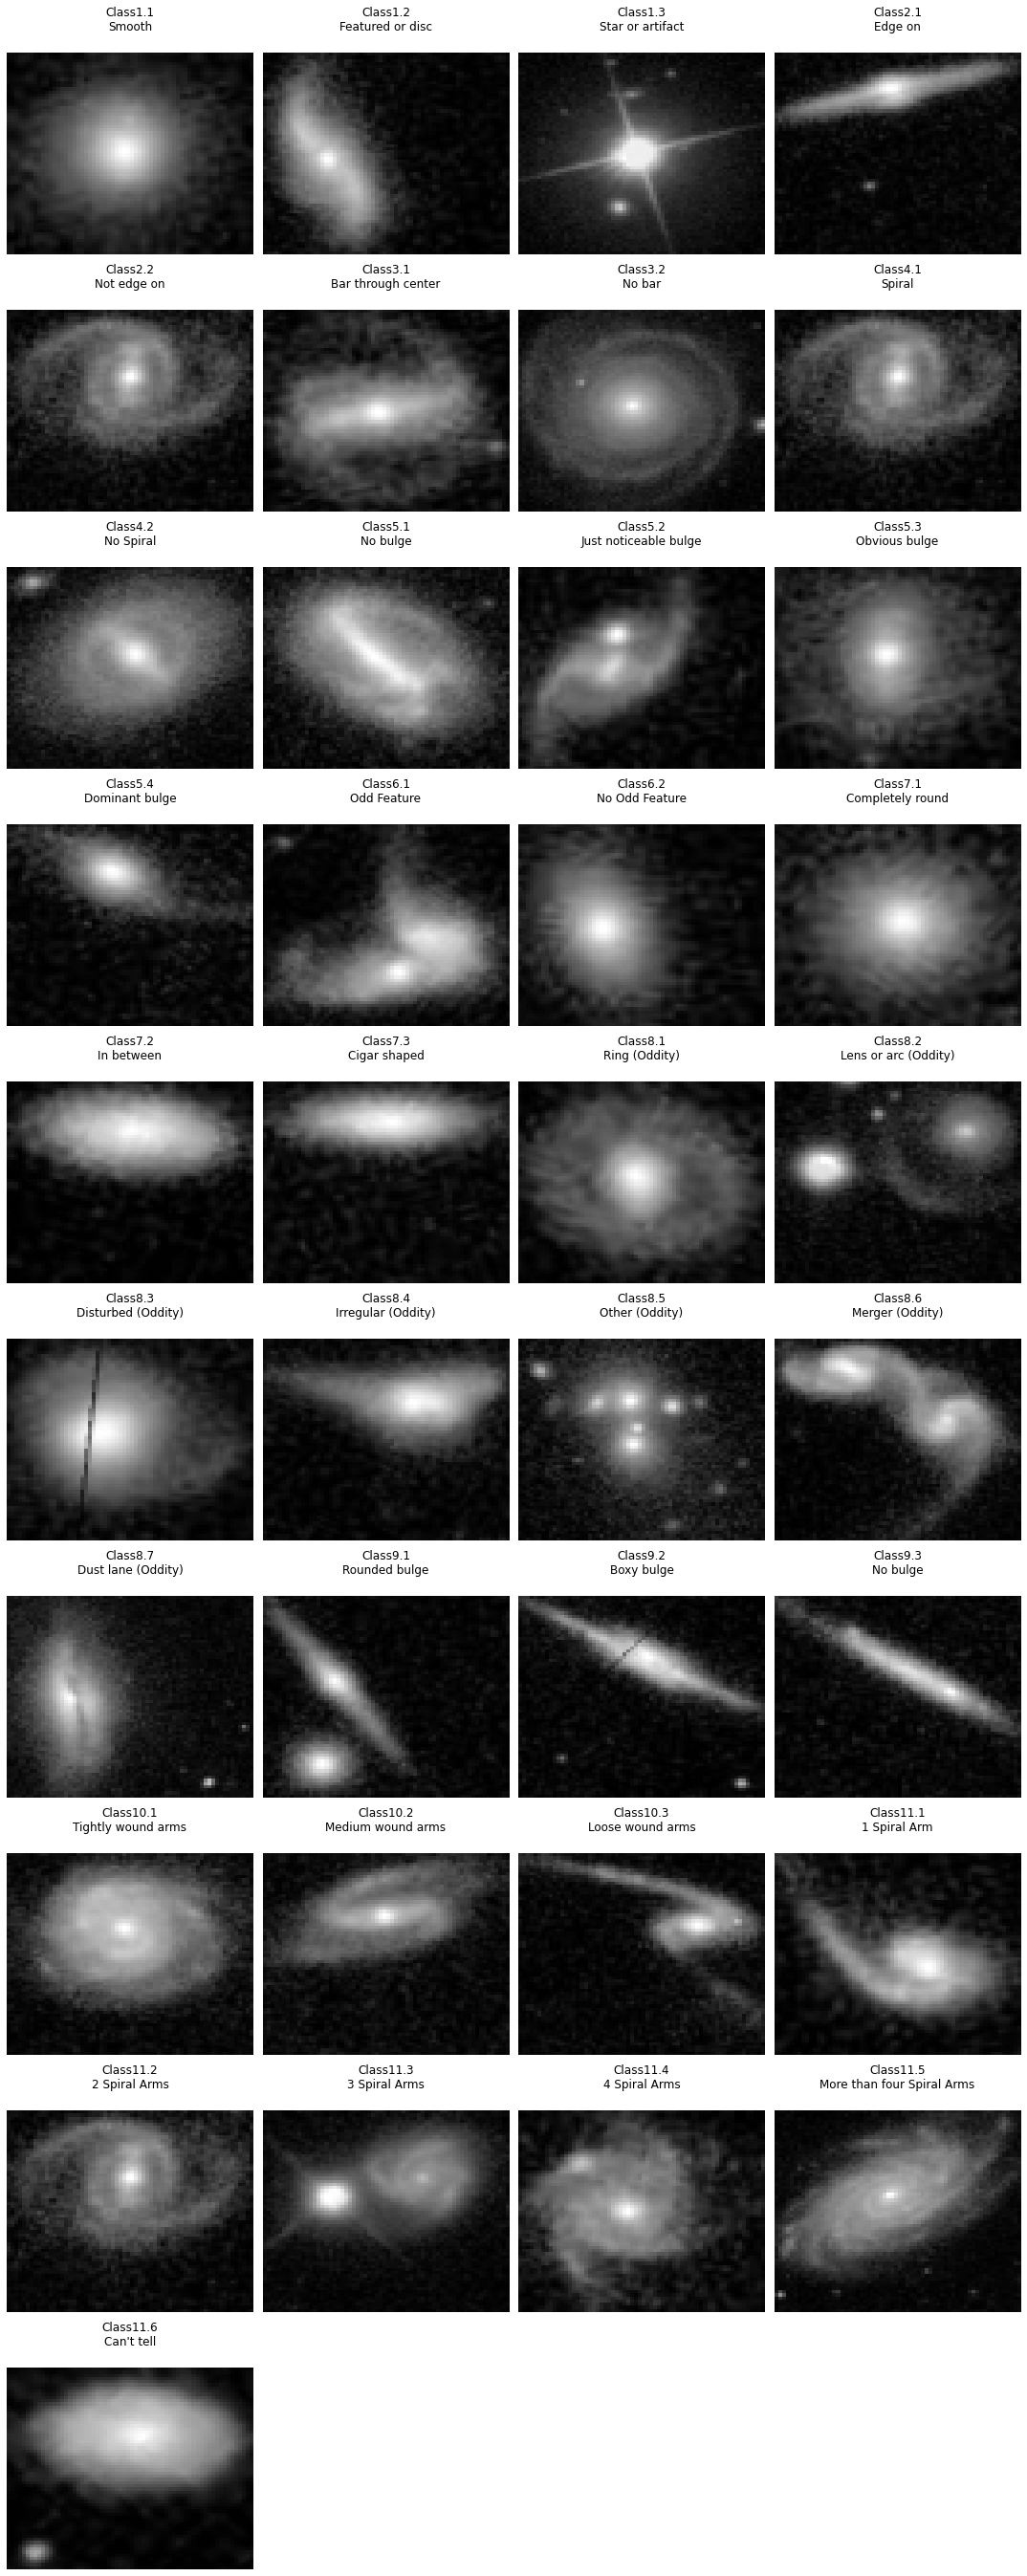 Class1.1
Smooth
Class1.2
Featured or disc
Class1.3
Star or artifact
Class2.1
Edge on
Class2.2
Not edge on
Class3.1
Bar through center
Class3.2
No bar
Class4.1
Spiral
Class4.2
No Spiral
Class5.1
No bulge
Class5.2
Just noticeable bulge
Class5.3
Obvious bulge
Class5.4
Dominant bulge
Class6.1
Odd Feature
Class6.2
No Odd Feature
Class7.1
Completely round
Class7.2
In between
Class7.3
Cigar shaped
Class8.1
Ring (Oddity)
Class8.2
Lens or arc (Oddity)
Class8.3
Disturbed (Oddity)
Class8.4
Irregular (Oddity)
Class8.5
Other (Oddity)
Class8.6
Merger (Oddity)
Class8.7
Dust lane (Oddity)
Class9.1
Rounded bulge
Class9.2
Boxy bulge
Class9.3
No bulge
Class10.1
Tightly wound arms
Class10.2
Medium wound arms
Class10.3
Loose wound arms
Class11.1
1 Spiral Arm
Class11.2
2 Spiral Arms
Class11.3
3 Spiral Arms
Class11.4
4 Spiral Arms
Class11.5
More than four Spiral Arms
Class11.6
Can't tell